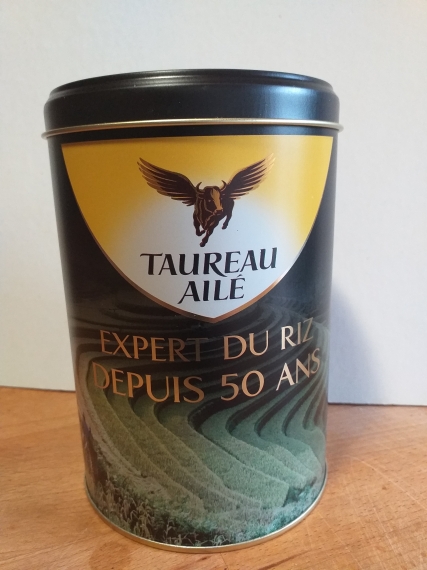 TAUREAU
AILÉ
EXPERT DU RIZ
DEPUIS 50 ANS